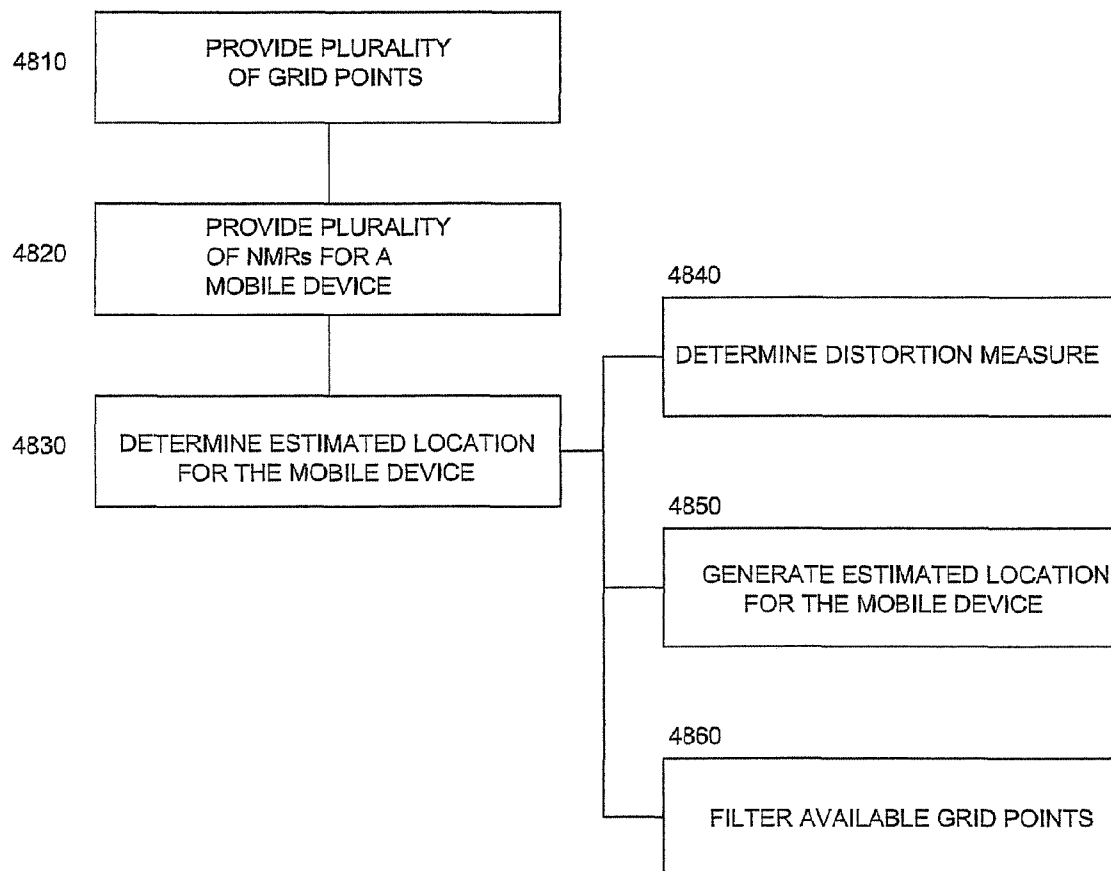 4810
PROVIDE PLURALITY
OF GRID POINTS
4820
PROVIDE PLURALITY
OF NMRs FOR A
MOBILE DEVICE
4830
DETERMINE ESTIMATED LOCATION
FOR THE MOBILE DEVICE
4840
DETERMINE DISTORTION MEASURE
4850
GENERATE ESTIMATED LOCATION
FOR THE MOBILE DEVICE
4860
FILTER AVAILABLE GRID POINTS